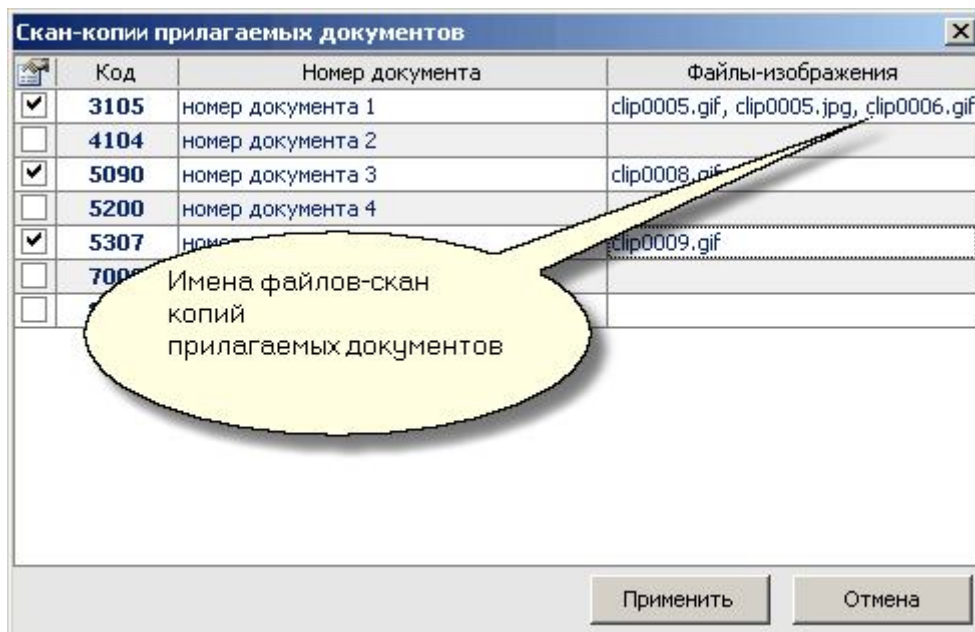 Скан-копии прилагаемых документов
Код Номер документа Файлы-изображения
3105 номер документа 1 clip0005.gif, clip0005.jpg, clip0006.gif
4104 номер документа 2
5090 номер документа 3 clip0008.gif
5200 номер документа 4
5307 clip0009.gif
Имена файлов-скан
копий
прилагаемых документов
Применить Отмена